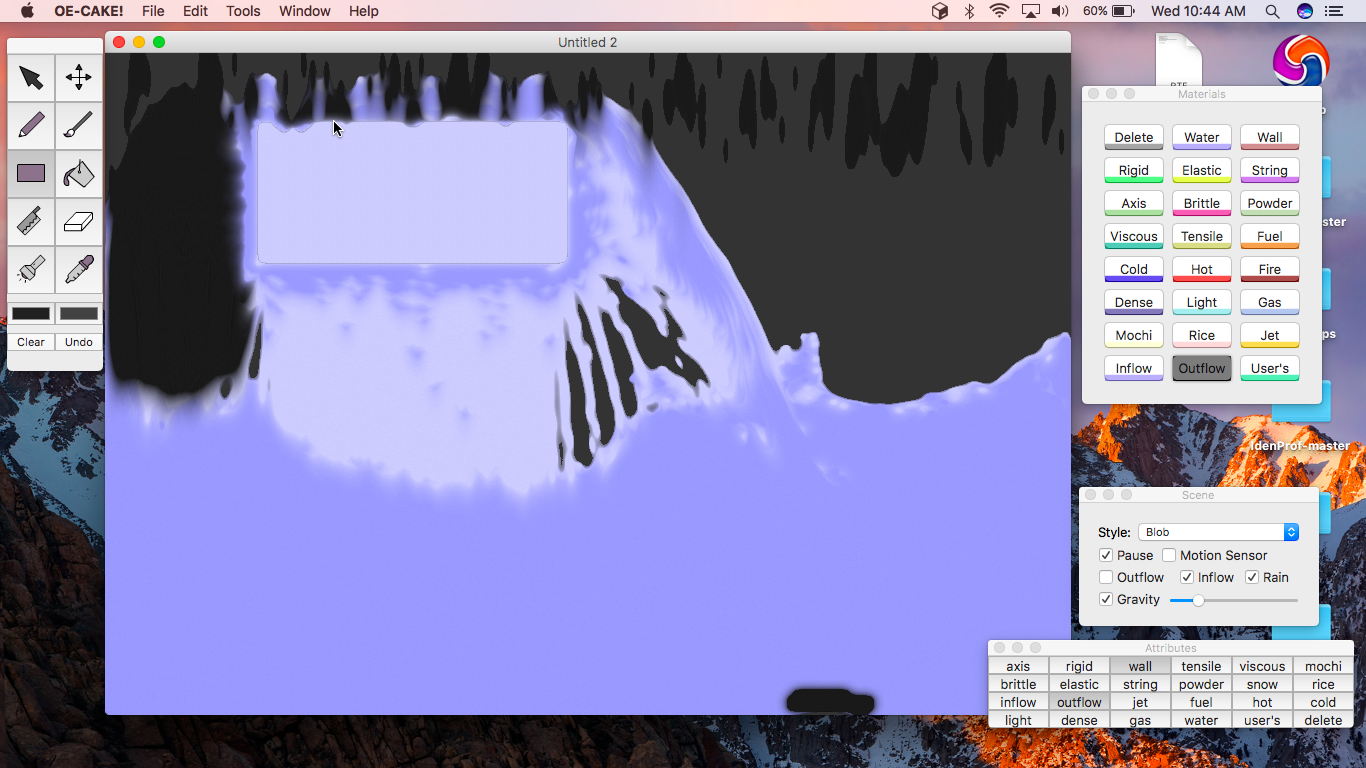 OE-CAKE! File Edit Tools Window Help 60% Wed 10:44 AM
Untitled 2
Clear Undo
Materials
Delete Water Wall
Rigid Elastic String
Axis Brittle Powder
Viscous Tensile Fuel
Cold Hot Fire
Dense Light Gas
Mochi Rice Jet
Inflow Outflow User's
IdenProf-master
Scene
Style: Blob
Pause Motion Sensor
Outflow Inflow Rain
Gravity
Attributes
axis rigid wall tensile viscous mochi
brittle elastic string powder snow rice
inflow outflow jet fuel hot cold
light dense gas water user's delete